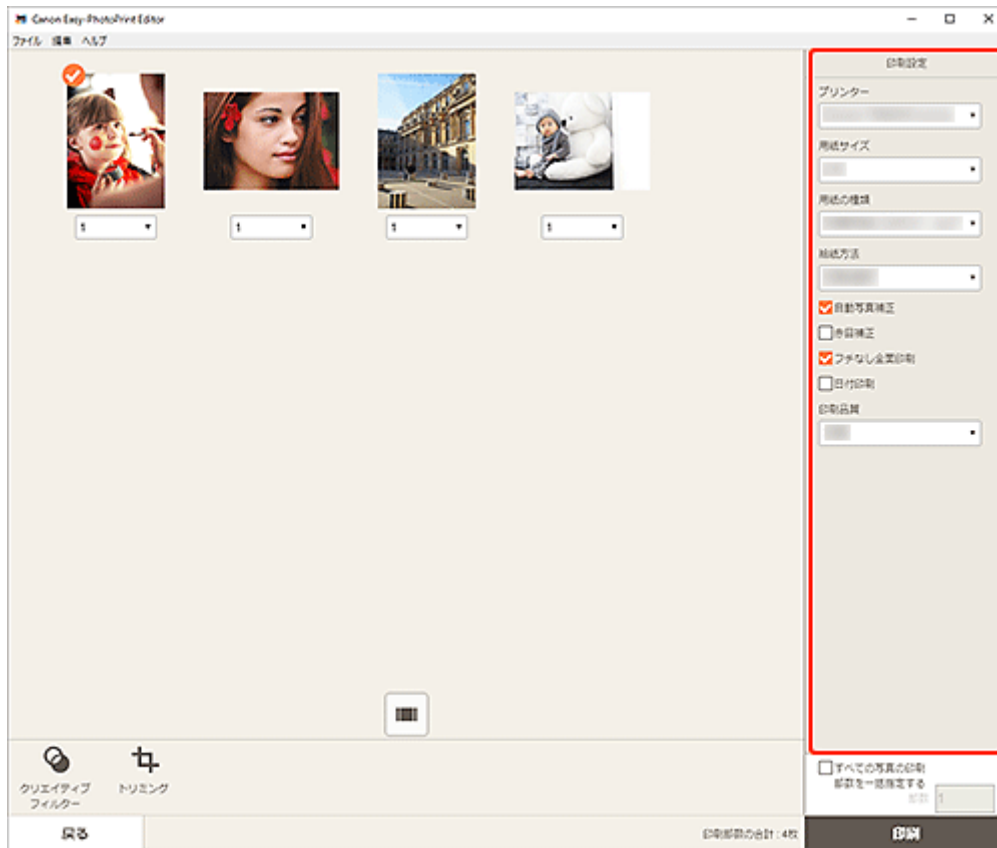 Canon Easy-PhotoPrint Editor
ファイル 編集 ヘルプ
1
1
1
1
印刷設定
プリンター
用紙サイズ
用紙の種類
給紙方法
自動写真補正
赤目補正
フチなし全面印刷
日付印刷
印刷品質
クリエイティブ
フィルター
トリミング
すべての写真の印刷
部数を一括指定する
部数 1
戻る
印刷部数の合計 : 4枚
印刷